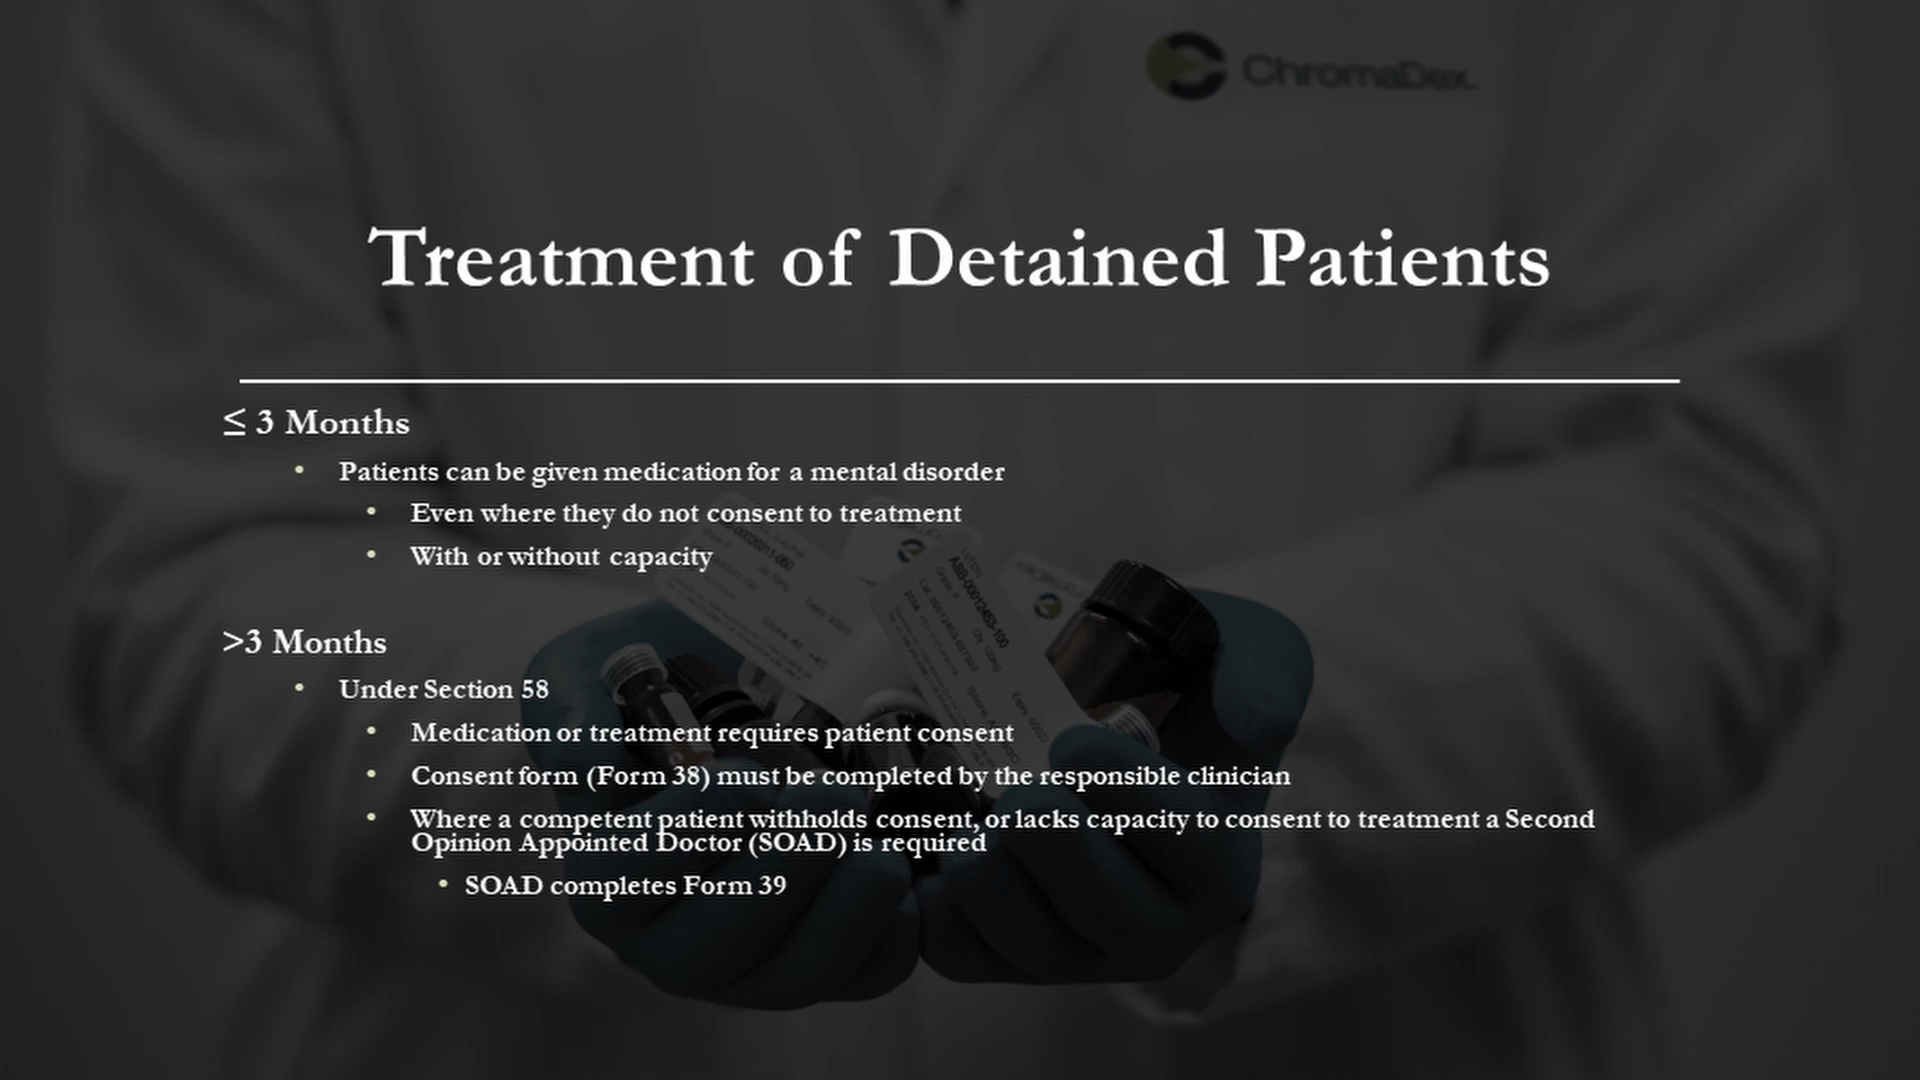 ChromaDex
Treatment of Detained Patients
≤ 3 Months
• Patients can be given medication for a mental disorder
• Even where they do not consent to treatment
• With or without capacity
>3 Months
• Under Section 58
• Medication or treatment requires patient consent
• Consent form (Form 38) must be completed by the responsible clinician
• Where a competent patient withholds consent, or lacks capacity to consent to treatment a Second
Opinion Appointed Doctor (SOAD) is required
• SOAD completes Form 39